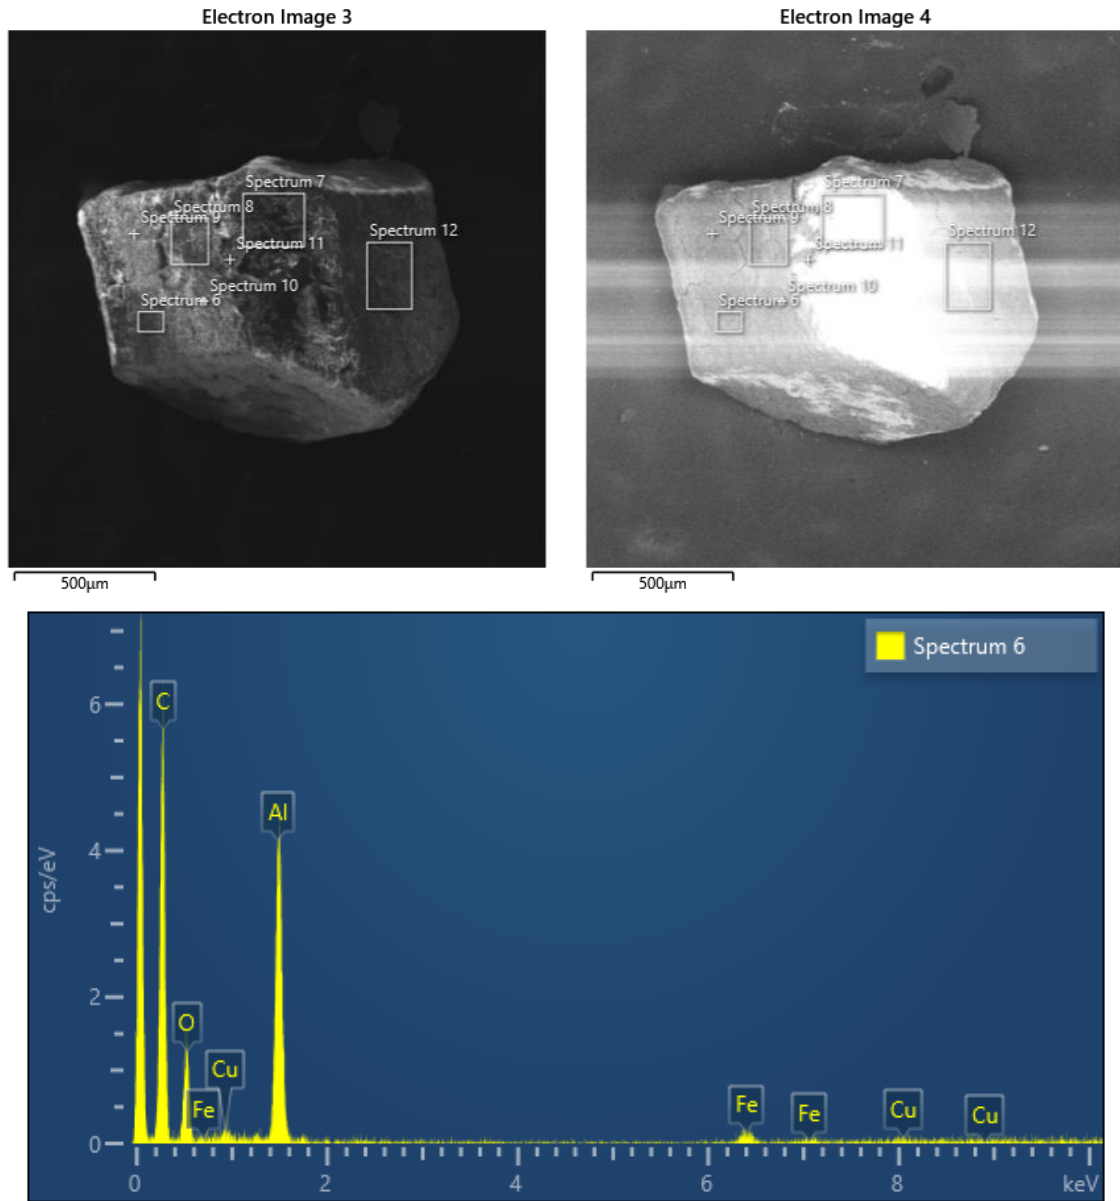 Electron Image 3
Electron Image 4
Spectrum 7
Spectrum 8
Spectrum 9
Spectrum 12
Spectrum 11
Spectrum 10
Spectrum 6
500μm
Spectrum 7
Spectrum 8
Spectrum 9
Spectrum 12
Spectrum 11
Spectrum 10
Spectrum 6
500μm
Spectrum 6
cps/eV
6
4
2
0
C
Al
O
Cu
Fe
Fe
Fe
Cu
Cu
0 2 4 6 8 keV